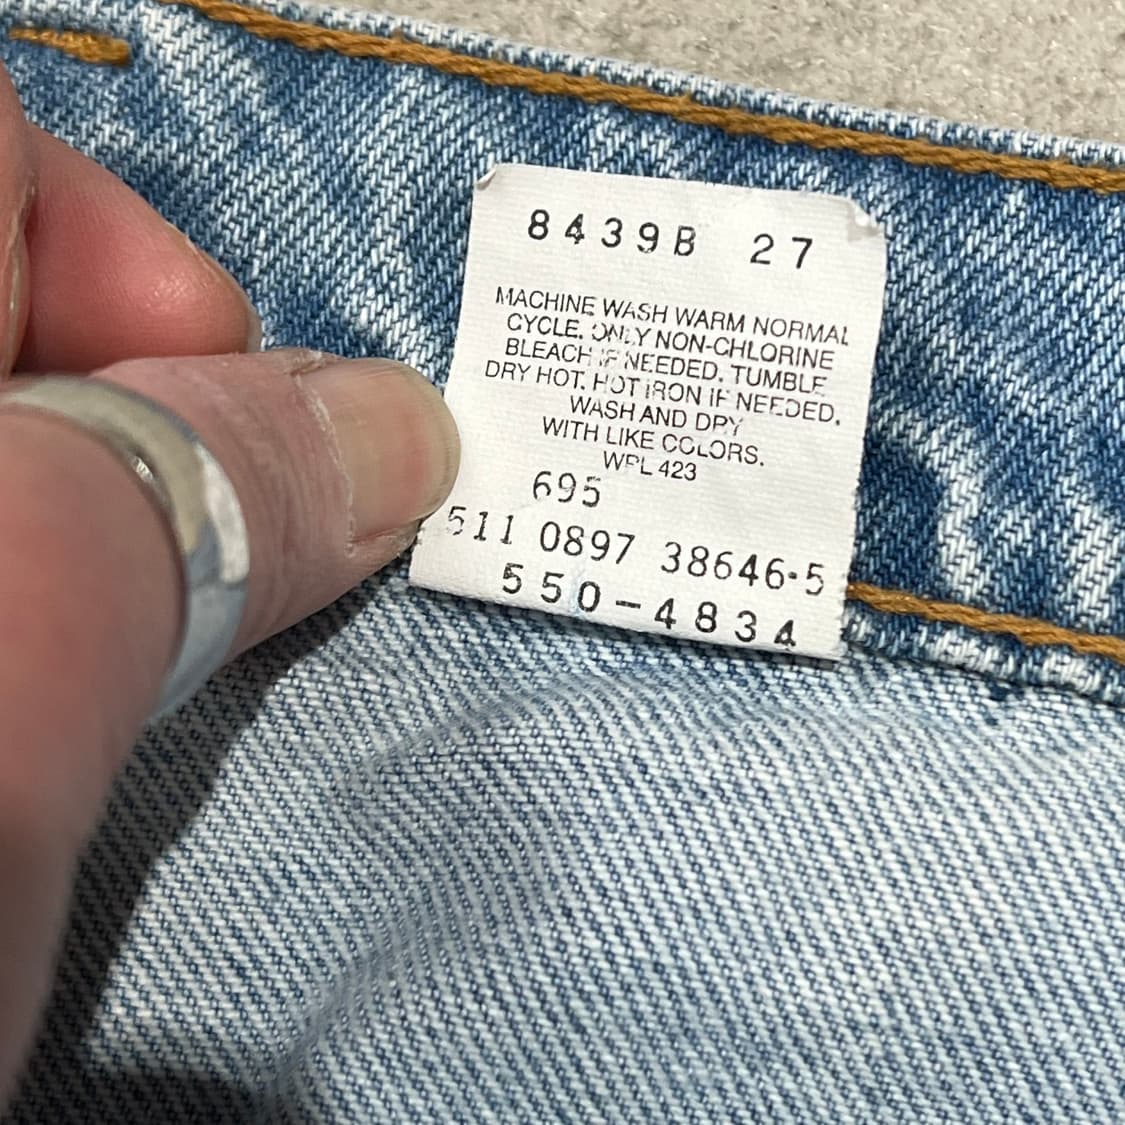 8439B 27
MACHINE WASH WARM NORMAL
CYCLE. ONLY NON-CHLORINE
BLEACH IF NEEDED. TUMBLE
DRY HOT. HOT IRON IF NEEDED.
WASH AND DRY
WITH LIKE COLORS.
WPL 423
695
511 0897 38646-5
550-4834